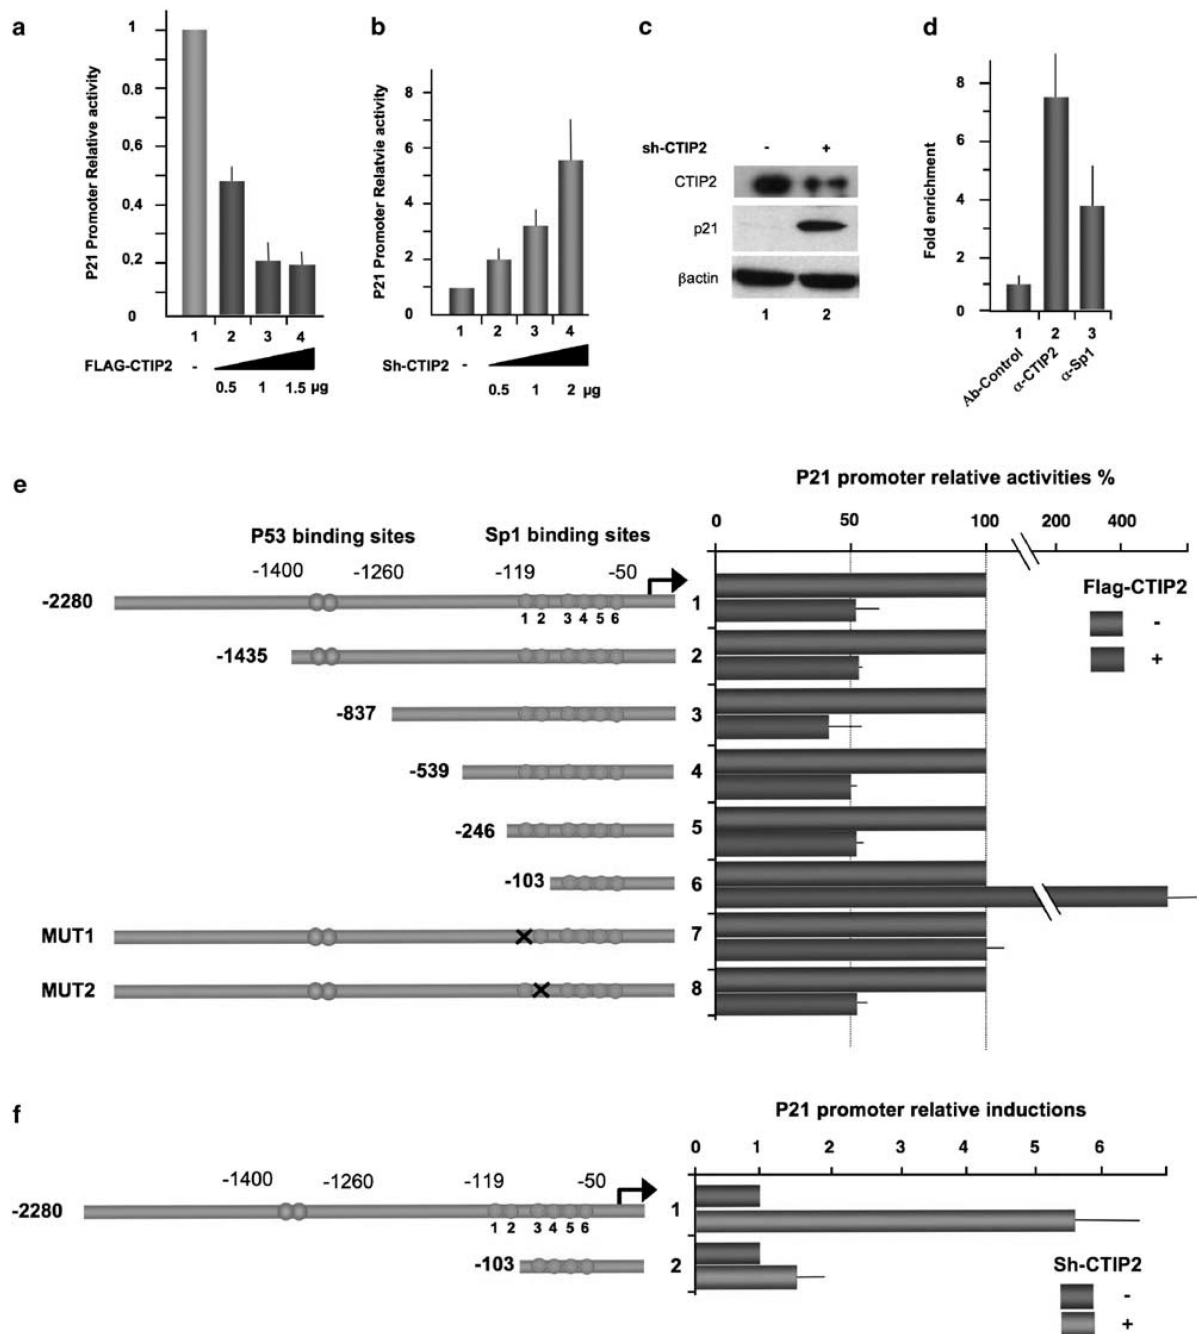 a
P21 Promoter Relative activity
1
0.8
0,6
0,4
0,2
0
1 2 3 4
FLAG-CTIP2 - 0.5 1 1.5 µg
b
P21 Promoter Relatvie activity
8
6
4
2
0
1 2 3 4
Sh-CTIP2 - 0.5 1 2 µg
c
sh-CTIP2 - +
CTIP2
p21
βactin
1 2
d
Fold enrichment
8
6
4
2
0
1 2 3
Ab-Control
α-CTIP2
α-Sp1
e
P21 promoter relative activities %
0 50 100 200 400
P53 binding sites Sp1 binding sites
-1400 -1260 -119 -50
-2280 1
1 2 3 4 5 6
-1435 2
-837 3
-539 4
-246 5
-103 6
MUT1 7
MUT2 8
Flag-CTIP2
-
+
f
P21 promoter relative inductions
0 1 2 3 4 5 6
-1400 -1260 -119 -50
-2280 1
1 2 3 4 5 6
-103 2
Sh-CTIP2
-
+